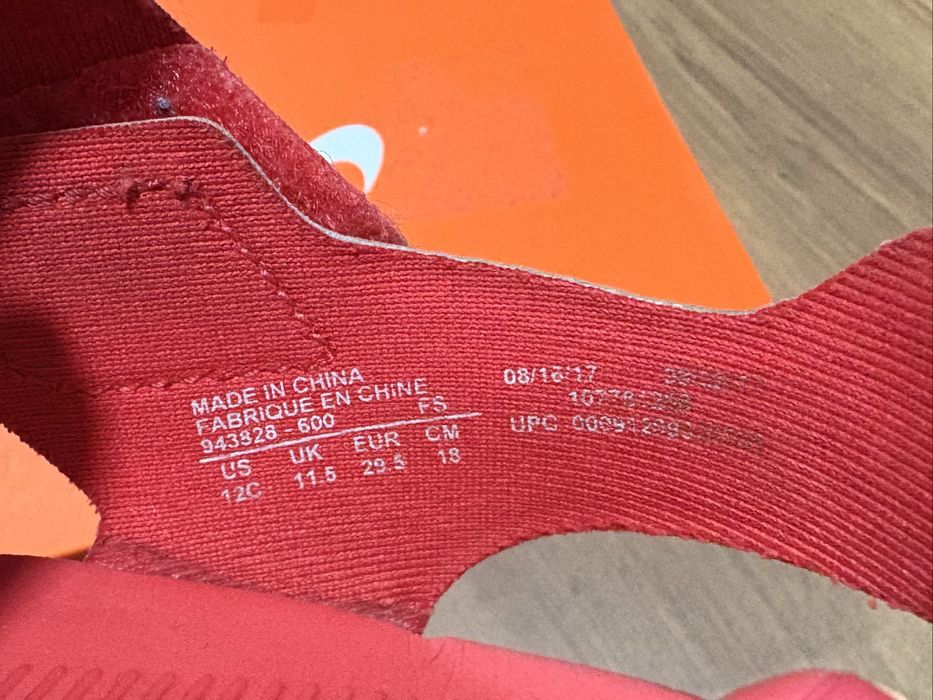 MADE IN CHINA
FABRIQUE EN CHINE
943828 - 600 FS
US UK EUR CM
12C 11.5 29.5 18
08/16/17
UPC